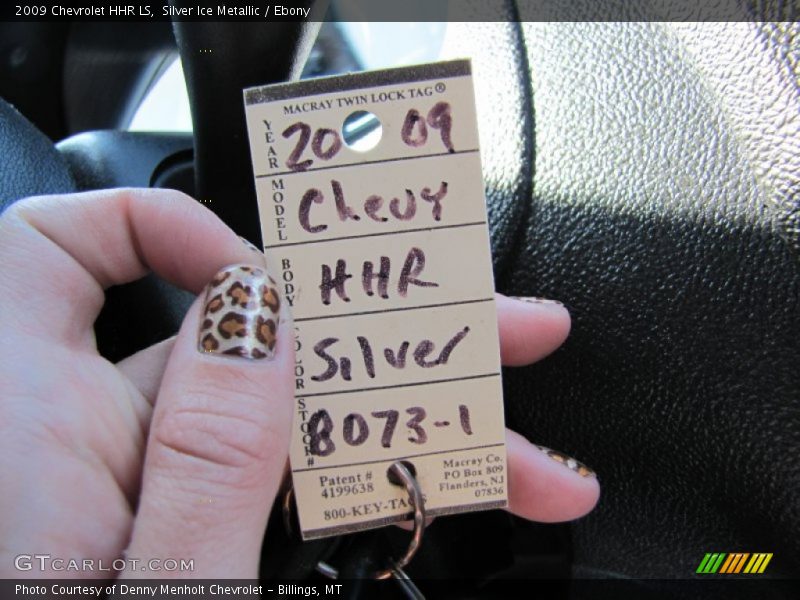 2009 Chevrolet HHR LS, Silver Ice Metallic / Ebony
MACRAY TWIN LOCK TAG®
YEAR 20 09
MODEL Chevy
BODY HHR
COLOR Silver
STOCK# 8073-1
Patent #
4199638
800-KEY-TAGS
Macray Co.
PO Box 809
Flanders, NJ
07836
GTCARLOT.COM
Photo Courtesy of Denny Menholt Chevrolet - Billings, MT